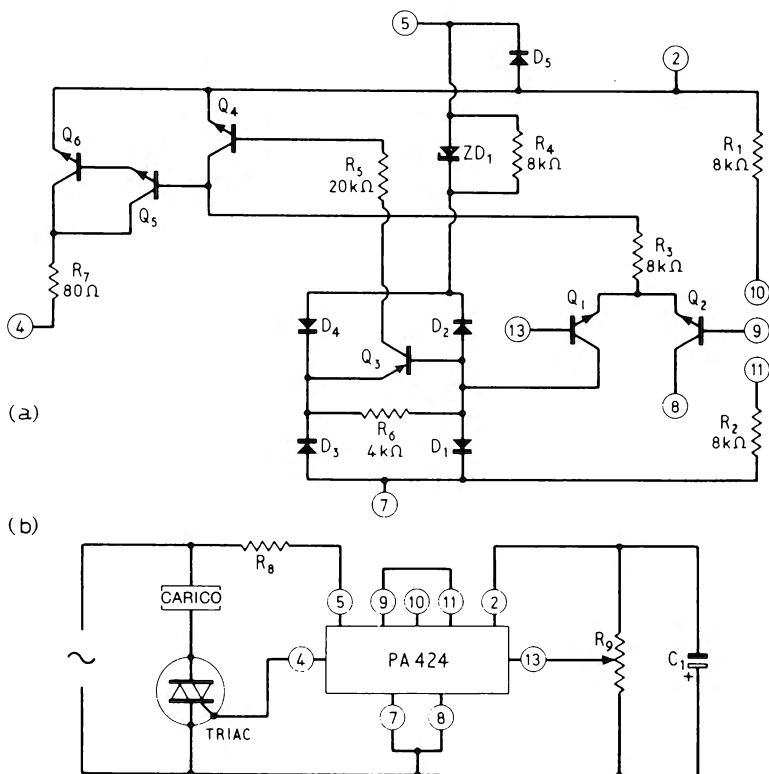 5
2
D5
Q4
Q6
Q5
ZD1
R4
8kΩ
R1
8kΩ
R5
20kΩ
R3
8kΩ
R7
80Ω
4
10
D4
D2
Q3
13
Q1
Q2
9
11
8
(a)
R6
4kΩ
D3
D1
R2
8kΩ
7
(b)
R8
CARICO
5
9
10
11
2
4
PA 424
13
R9
C1
+
7
8
TRIAC